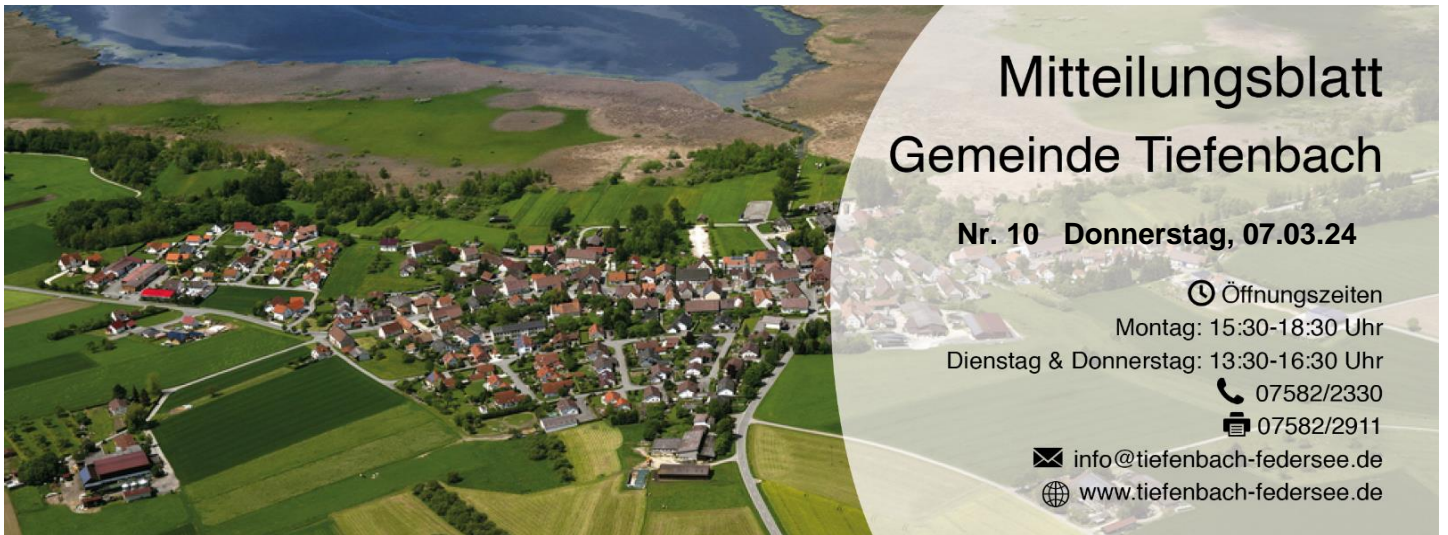 Mitteilungsblatt
Gemeinde Tiefenbach
Nr. 10 Donnerstag, 07.03.24
Öffnungszeiten
Montag: 15:30-18:30 Uhr
Dienstag & Donnerstag: 13:30-16:30 Uhr
07582/2330
07582/2911
info@tiefenbach-federsee.de
www.tiefenbach-federsee.de